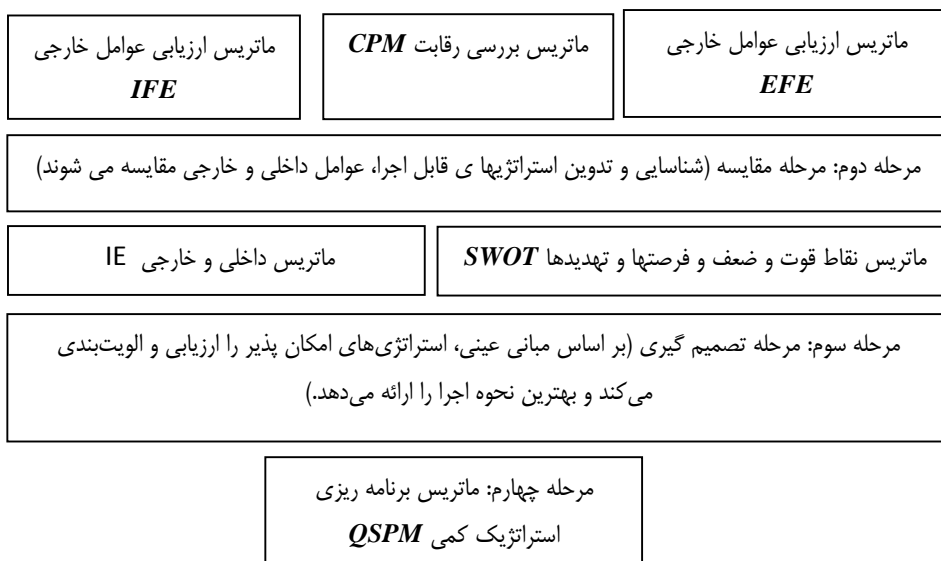 ماتریس ارزیابی عوامل خارجی
EFE
ماتریس بررسی رقابت CPM
ماتریس ارزیابی عوامل خارجی
IFE
مرحله دوم: مرحله مقایسه (شناسایی و تدوین استراتژیها ی قابل اجرا، عوامل داخلی و خارجی مقایسه می شوند)
ماتریس نقاط قوت و ضعف و فرصتها و تهدیدها SWOT
ماتریس داخلی و خارجی IE
مرحله سوم: مرحله تصمیم گیری (بر اساس مبانی عینی، استراتژی‌های امکان پذیر را ارزیابی و الویت‌بندی
می‌کند و بهترین نحوه اجرا را ارائه می‌دهد.)
مرحله چهارم: ماتریس برنامه ریزی
استراتژیک کمی QSPM